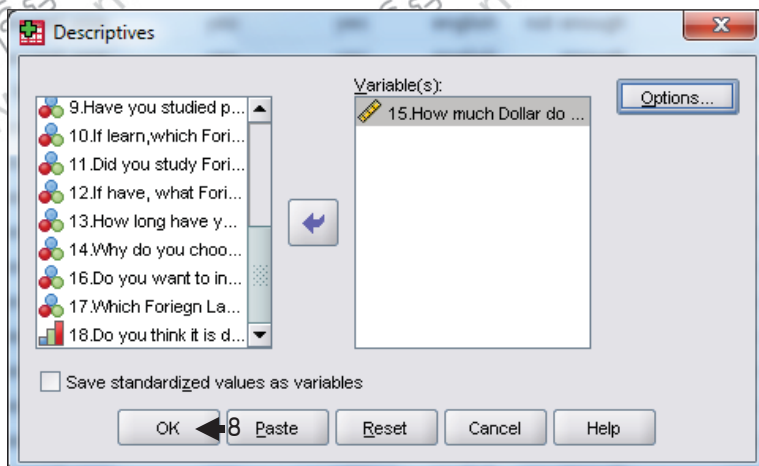 Descriptives
9.Have you studied p...
10.If learn,which Fori...
11.Did you study Fori...
12.If have, what Fori...
13.How long have y...
14.Why do you choo...
16.Do you want to in...
17.Which Foriegn La...
18.Do you think it is d...
Variable(s):
15.How much Dollar do ...
Options...
Save standardized values as variables
OK 8 Paste Reset Cancel Help